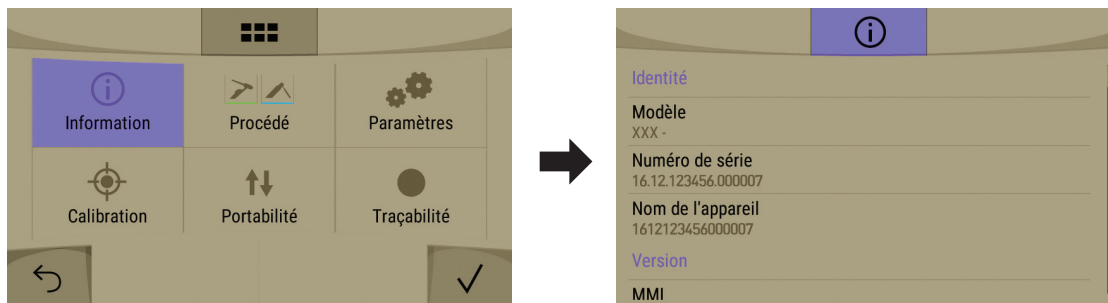 Information
Procédé
Paramètres
Calibration
Portabilité
Traçabilité
Identité
Modèle
XXX -
Numéro de série
16.12.123456.000007
Nom de l'appareil
1612123456000007
Version
MMI